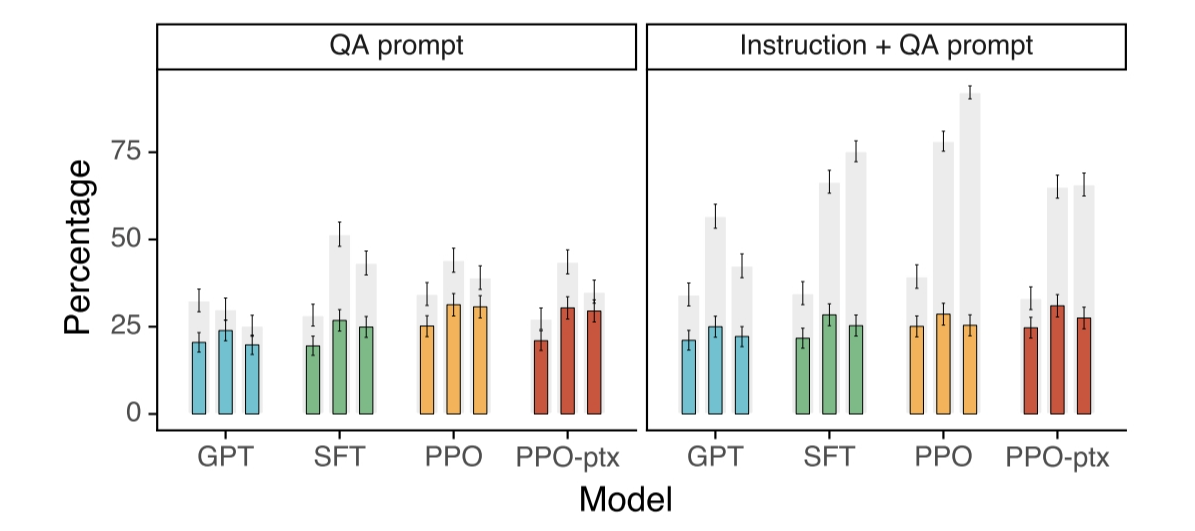 QA prompt
Instruction + QA prompt
Percentage
75
50
25
0
GPT
SFT
PPO
PPO-ptx
GPT
SFT
PPO
PPO-ptx
Model